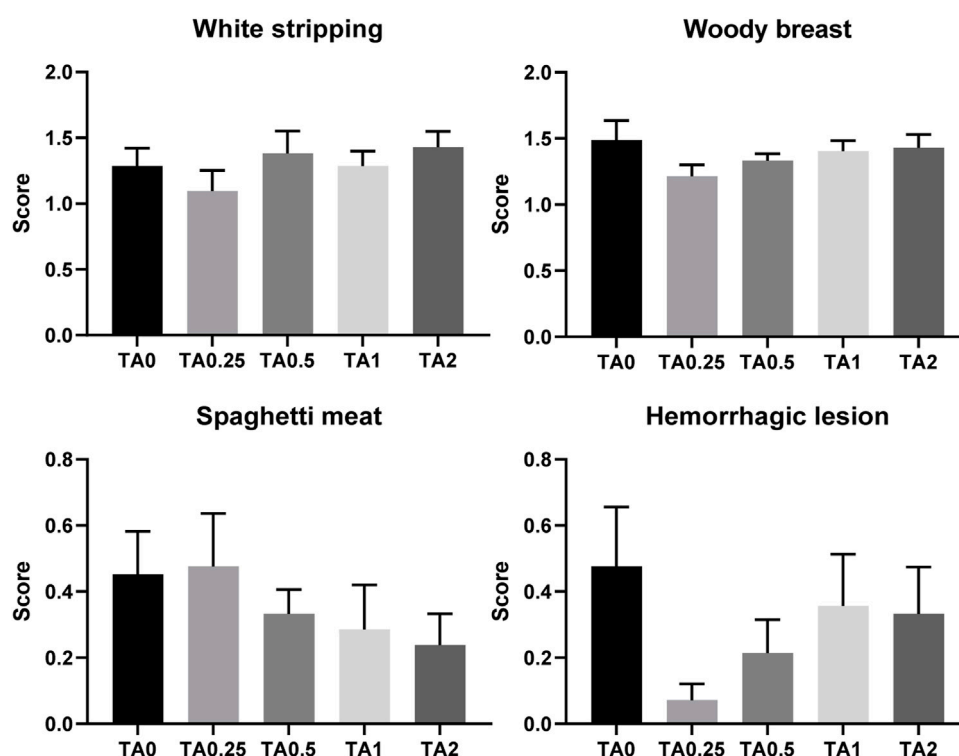 White stripping
2.0
1.5
1.0
0.5
0.0
Score
TA0 TA0.25 TA0.5 TA1 TA2
Woody breast
2.0
1.5
1.0
0.5
0.0
Score
TA0 TA0.25 TA0.5 TA1 TA2
Spaghetti meat
0.8
0.6
0.4
0.2
0.0
Score
TA0 TA0.25 TA0.5 TA1 TA2
Hemorrhagic lesion
0.8
0.6
0.4
0.2
0.0
Score
TA0 TA0.25 TA0.5 TA1 TA2